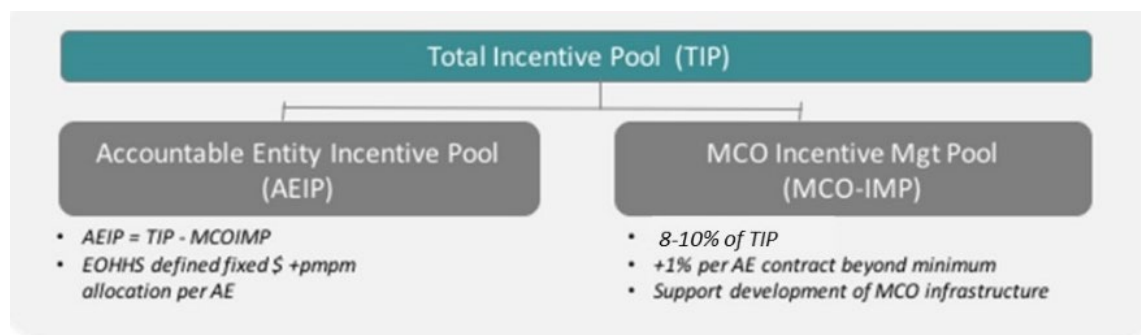 Total Incentive Pool (TIP)
Accountable Entity Incentive Pool
(AEIP)
• AEIP = TIP - MCOIMP
• EOHHS defined fixed $ +pmpm
allocation per AE
MCO Incentive Mgt Pool
(MCO-IMP)
• 8-10% of TIP
• +1% per AE contract beyond minimum
• Support development of MCO infrastructure